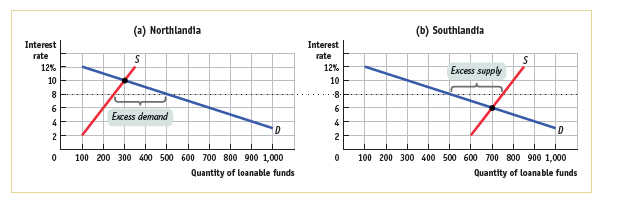 (a) Northlandia
Interest
rate
12%
10
8
6
4
2
0
100 200 300 400 500 600 700 800 900 1,000
Quantity of loanable funds
S
D
Excess demand
(b) Southlandia
Interest
rate
12%
10
8
6
4
2
0
100 200 300 400 500 600 700 800 900 1,000
Quantity of loanable funds
S
D
Excess supply